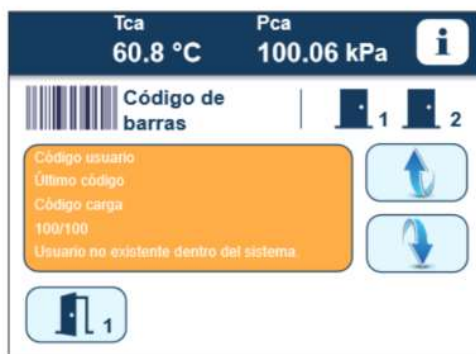 Tca Pca
60.8 °C 100.06 kPa i
Código de
barras
1 2
Código usuario
Último código
Código carga
100/100
Usuario no existente dentro del sistema.
1